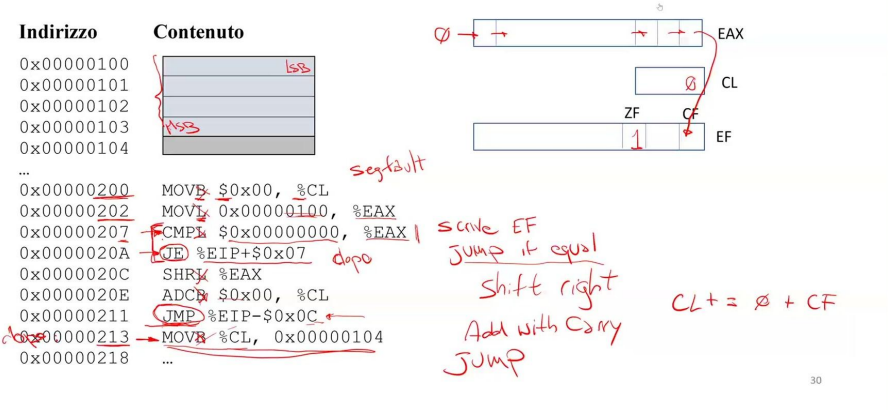 Indirizzo Contenuto
0x00000100 LSB
0x00000101
0x00000102
0x00000103 MSB
0x00000104
…
0x00000200 MOVB $0x00, %CL
0x00000202 MOVL 0x00000100, %EAX
0x00000207 CMPL $0x00000000, %EAX
0x0000020A JE %EIP+$0x07
0x0000020C SHRL %EAX
0x0000020E ADCB $0x00, %CL
0x00000211 JMP %EIP-$0x0C
0x00000213 MOVB %CL, 0x00000104
0x00000218 …
segfault
scrive EF
Jump if equal
dopo
Shift right
Add with Carry
Jump
dopo
0 EAX
0 CL
ZF CF
1 EF
CL += 0 + CF
30